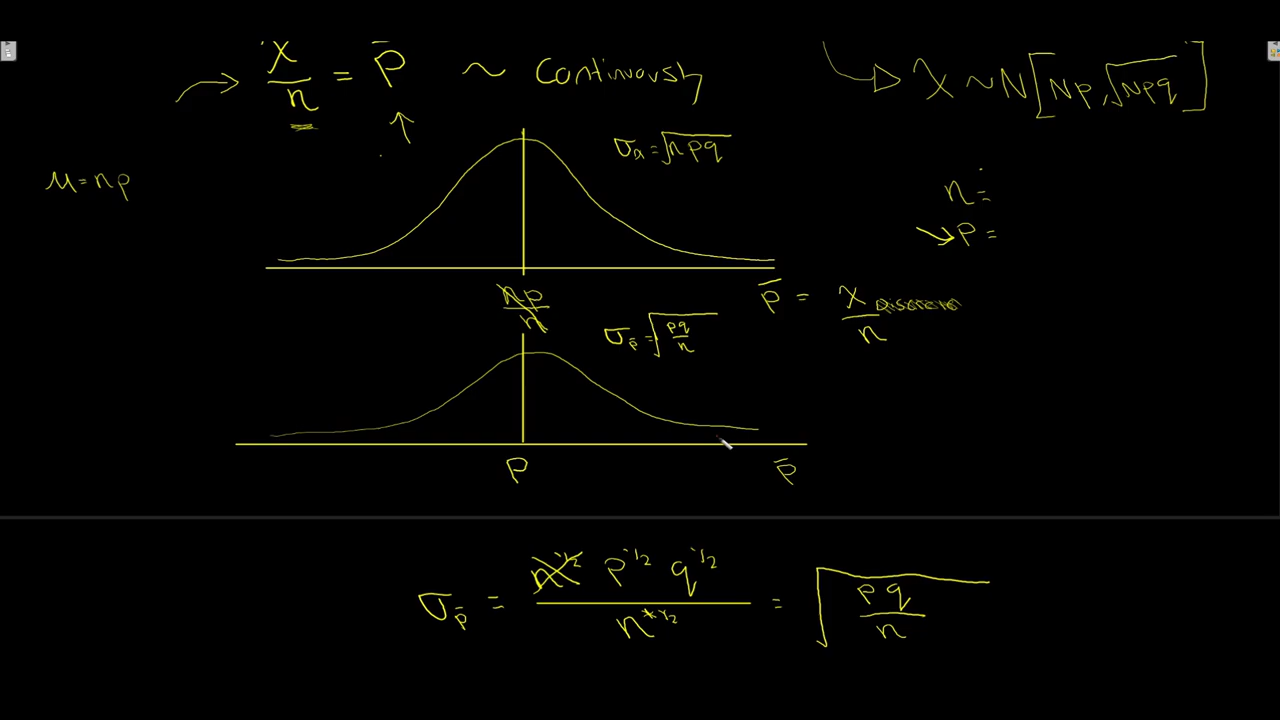 x/n = p̄ ~ Continuously
X ~ N[Np, √Npq]
μ = np
σx = √npq
n =
P =
np/n
p̄ = x/n
σp̄ = √pq/n
P
p̄
σp̄ = n^1/2 p^1/2 q^1/2 / n^1/2 = √pq/n